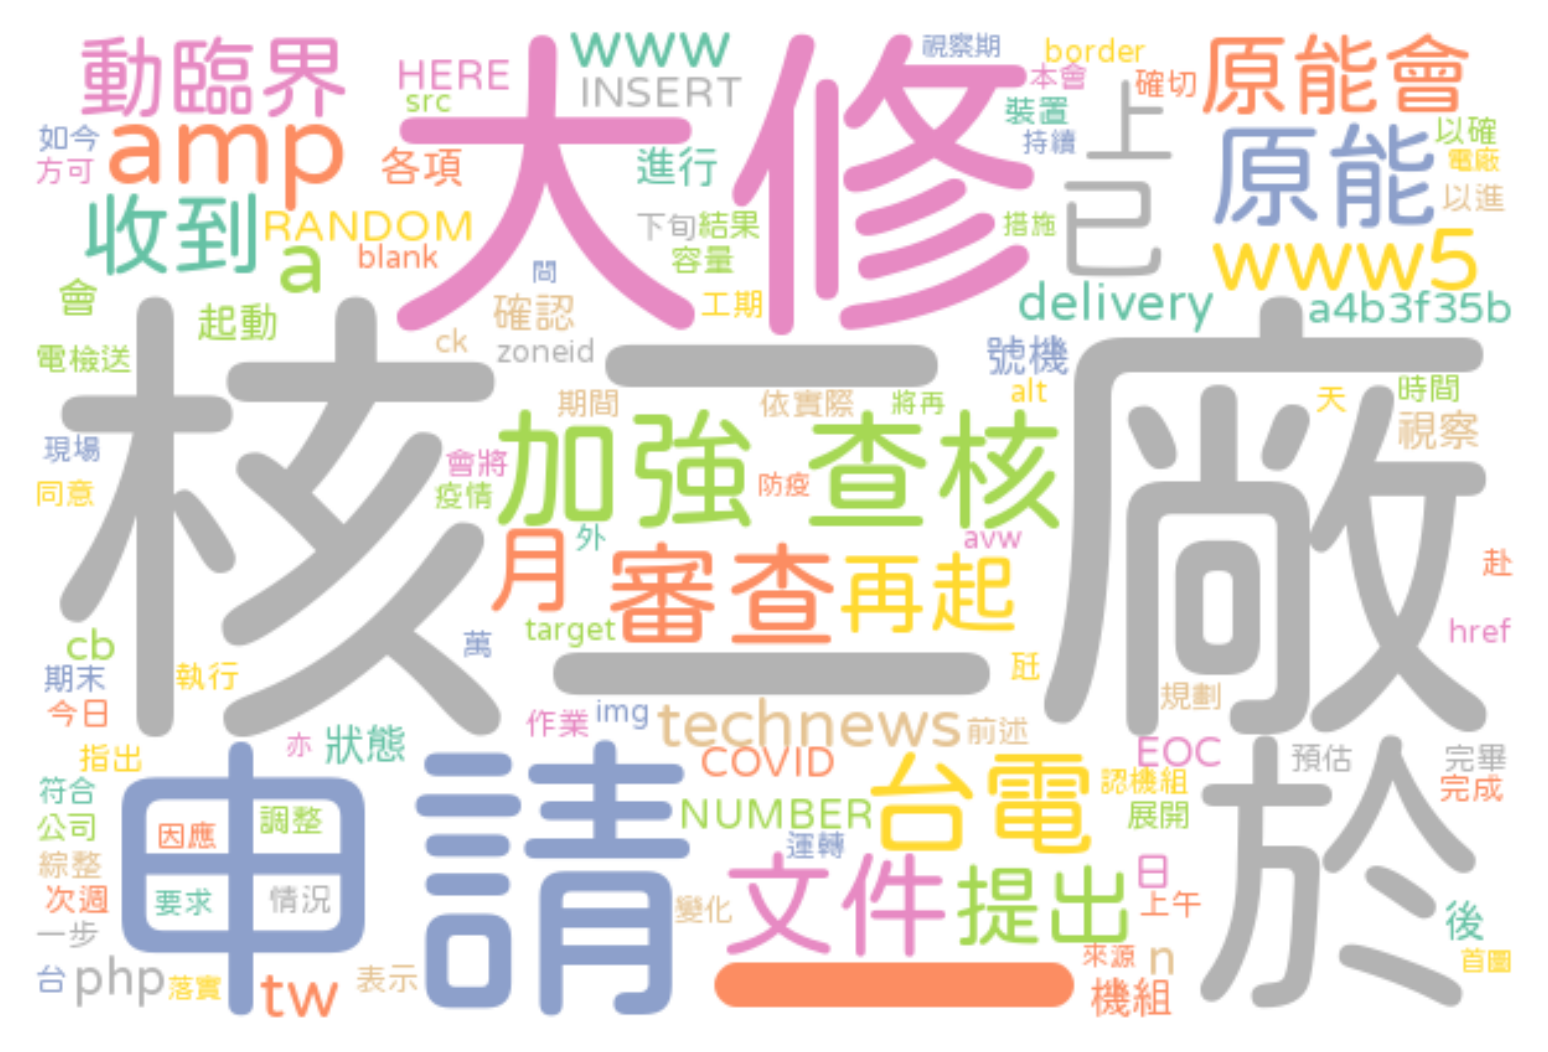 動臨界
HERE
src
www
INSERT
大修
視察期
border
本會
確切
原能會
裝置
上
持續
如今
amp
方可
各項
進行
原能
以確
電廠
以進
收到
RANDOM
a
blank
下旬
結果
容量
措施
已
www5
會
間
工期
delivery
a4b3f35b
起動
確認
ck
zoneid
號機
電檢送
核二廠
期間
依實際
將再
alt
天
時間
視察
現場
會將
疫情
加強
查核
防疫
同意
外
avw
月
審查
再起
赴
target
cb
萬
href
期末
執行
今日
作業
img
technews
前述
規劃
指出
亦
狀態
COVID
台電
EOC
認機組
展開
預估
完畢
完成
於
符合
公司
綜整
次週
一步
申請
因應
調整
要求
情況
NUMBER
運轉
變化
文件
提出
日
上午
後
台
php
落實
tw
表示
一
來源
n
機組
首圖